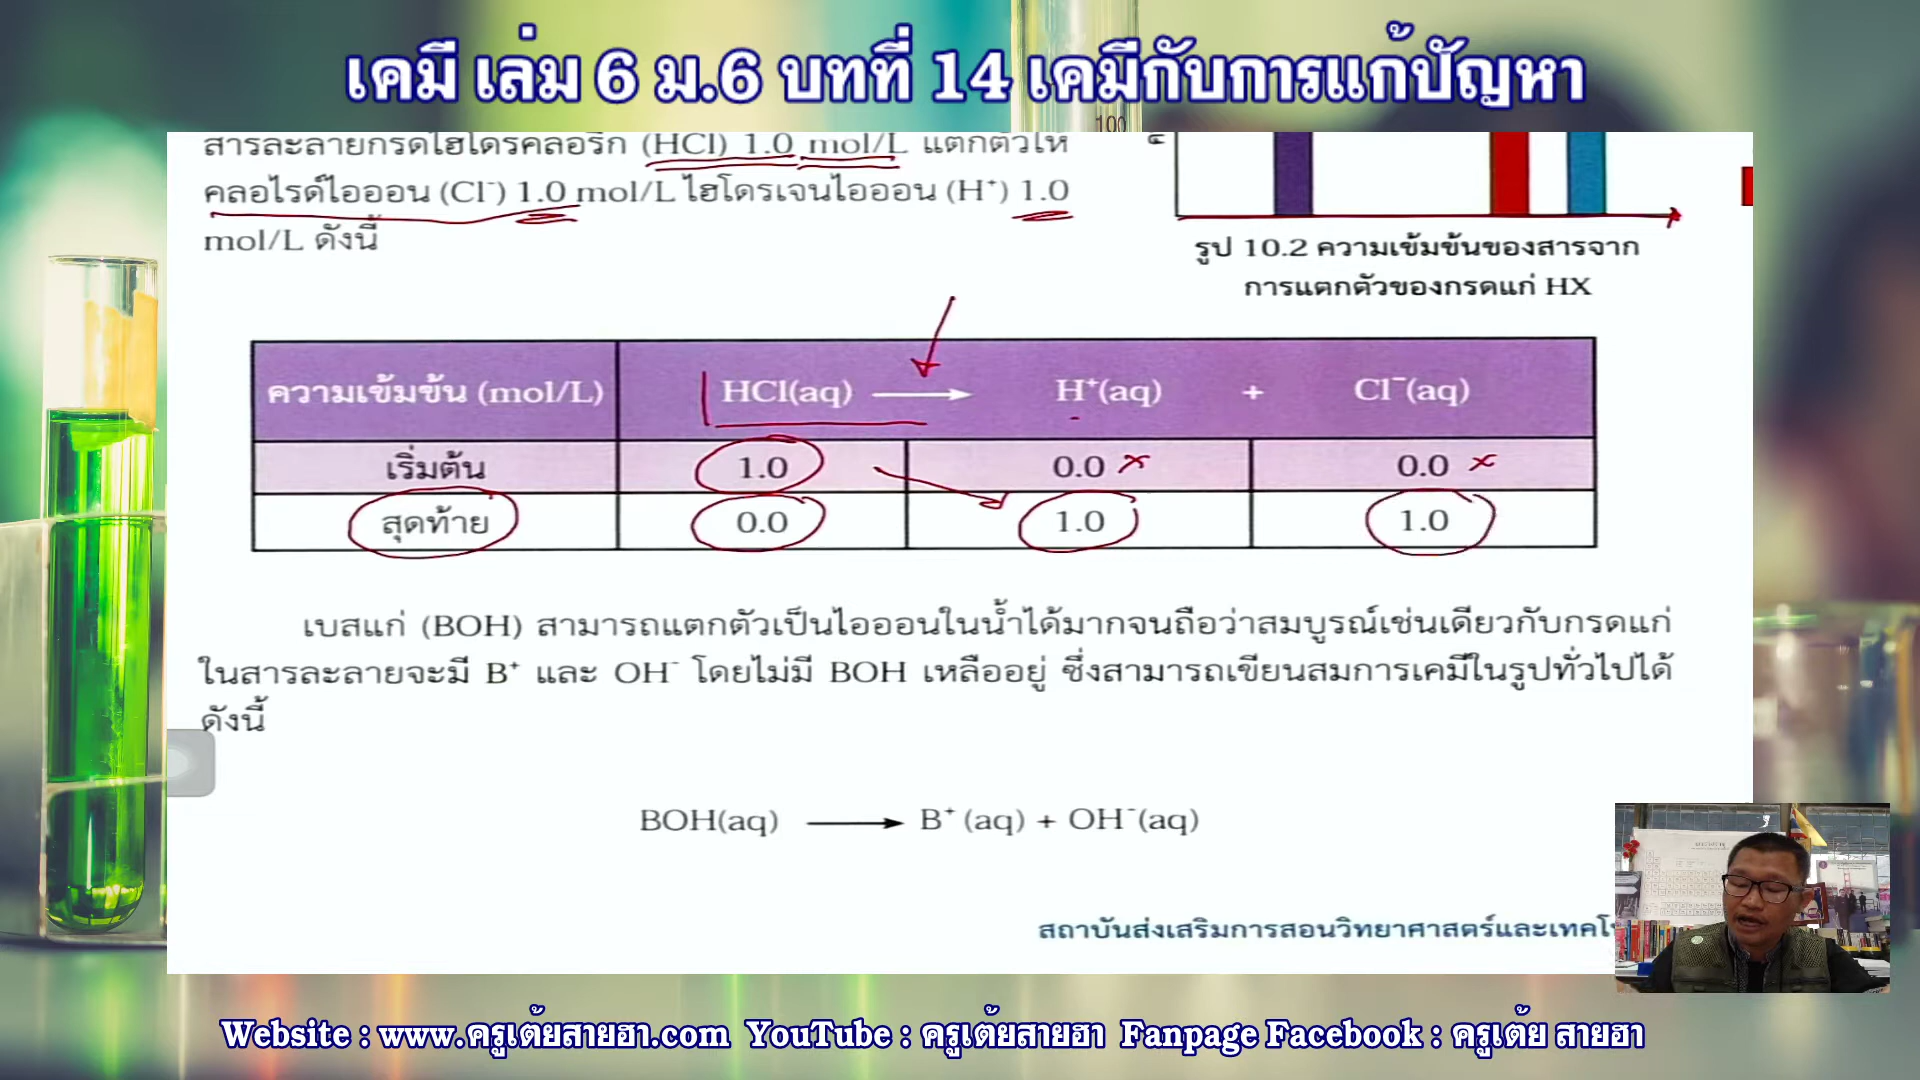 เคมี เล่ม 6 ม.6 บทที่ 14 เคมีกับการแก้ปัญหา
100
สารละลายกรดไฮโดรคลอริก (HCl) 1.0 mol/L แตกตัวให้
คลอไรด์ไอออน (Cl⁻) 1.0 mol/L ไฮโดรเจนไอออน (H⁺) 1.0
mol/L ดังนี้
รูป 10.2 ความเข้มข้นของสารจาก
การแตกตัวของกรดแก่ HX
ความเข้มข้น (mol/L) HCl(aq) ⟶ H⁺(aq) + Cl⁻(aq)
เริ่มต้น 1.0 0.0 × 0.0 ×
สุดท้าย 0.0 1.0 1.0
เบสแก่ (BOH) สามารถแตกตัวเป็นไอออนในน้ำได้มากจนถือว่าสมบูรณ์เช่นเดียวกับกรดแก่
ในสารละลายจะมี B⁺ และ OH⁻ โดยไม่มี BOH เหลืออยู่ ซึ่งสามารถเขียนสมการเคมีในรูปทั่วไปได้
ดังนี้
BOH(aq) ⟶ B⁺ (aq) + OH⁻(aq)
สถาบันส่งเสริมการสอนวิทยาศาสตร์และเทคโ
Website : www.ครูเต้ยสายฮา.com YouTube : ครูเต้ยสายฮา Fanpage Facebook : ครูเต้ย สายฮา